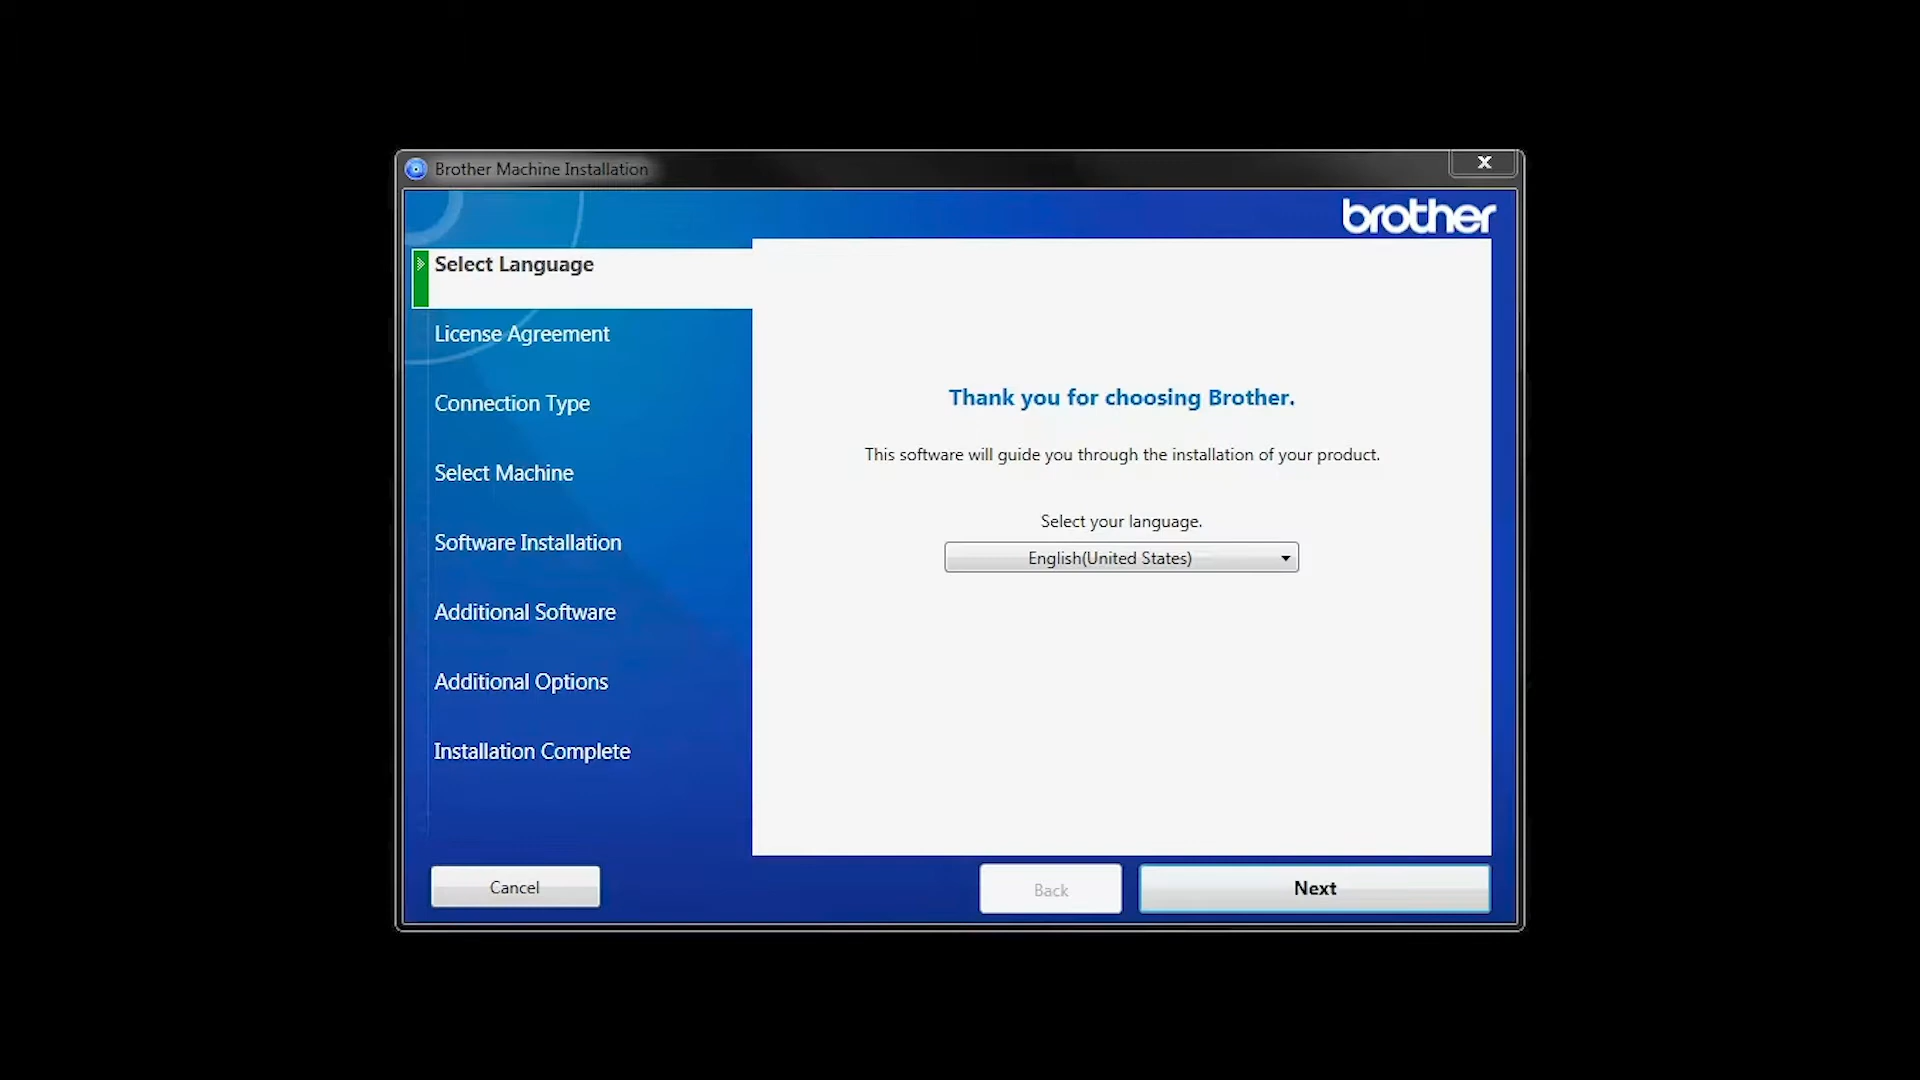 Brother Machine Installation
X
brother
Select Language
License Agreement
Connection Type
Select Machine
Software Installation
Additional Software
Additional Options
Installation Complete
Thank you for choosing Brother.
This software will guide you through the installation of your product.
Select your language.
English(United States)
Cancel
Back
Next